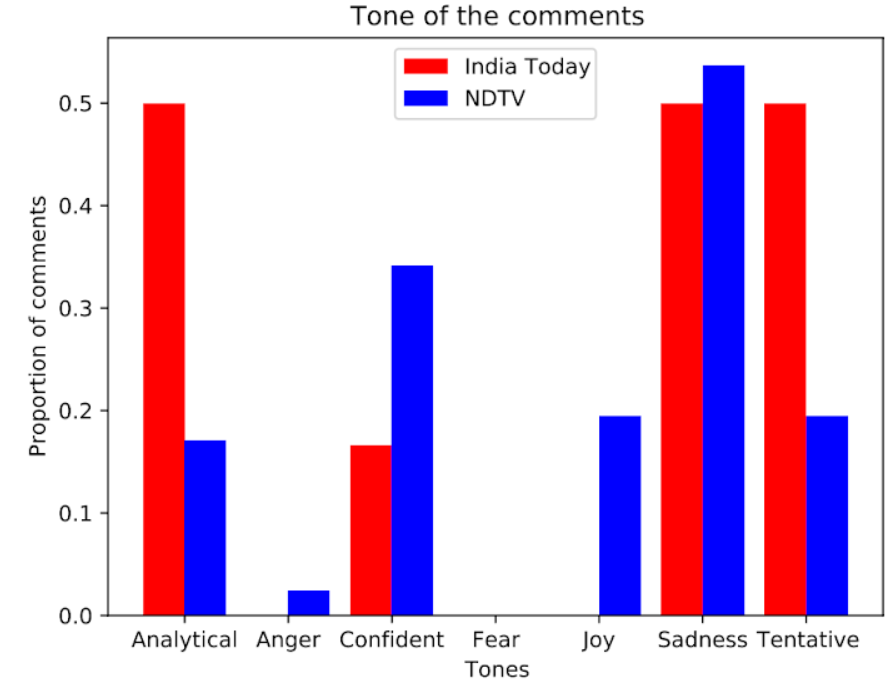 Tone of the comments
India Today
NDTV
Proportion of comments
0.5
0.4
0.3
0.2
0.1
0.0
Analytical Anger Confident Fear Joy Sadness Tentative
Tones